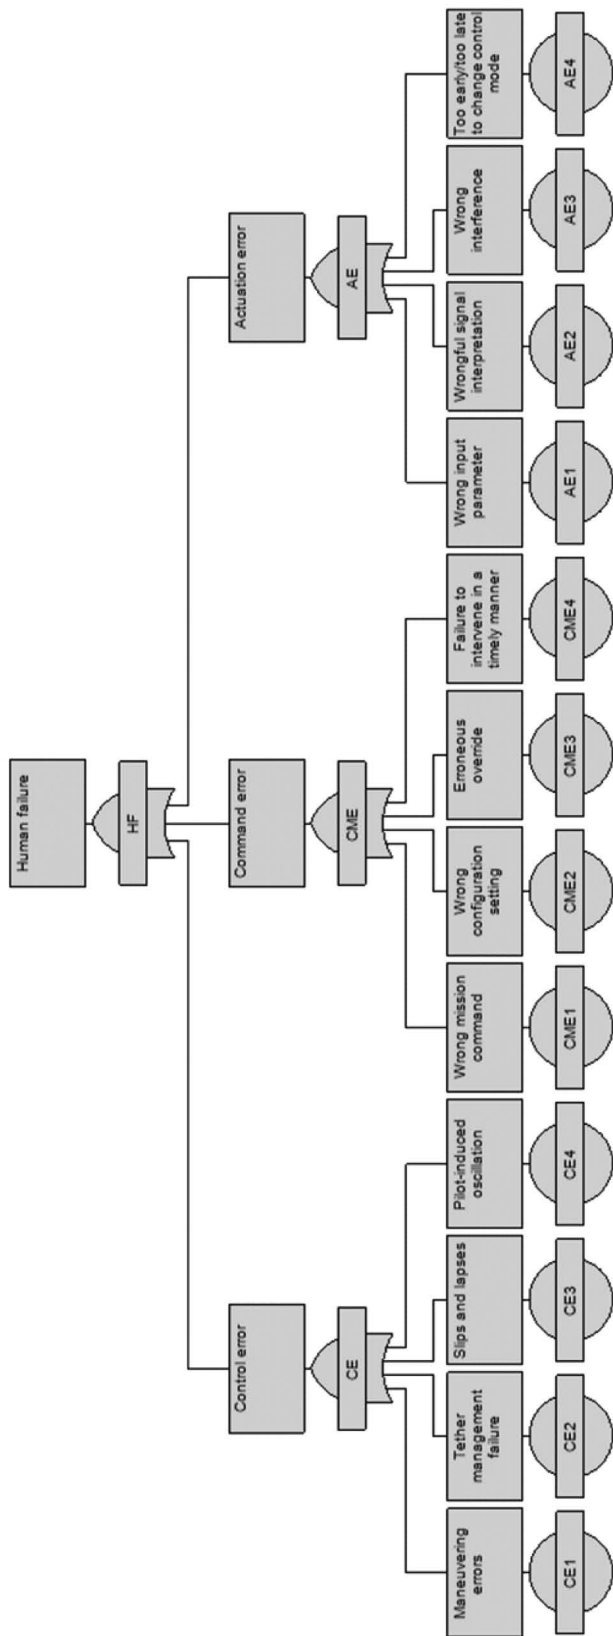 Human failure
HF
Control error
CE
Command error
CME
Actuation error
AE
Maneuvering
errors
CE1
Tether
management
failure
CE2
Slips and lapses
CE3
Pilot-induced
oscillation
CE4
Wrong mission
command
CME1
Wrong
configuration
setting
CME2
Erroneous
override
CME3
Failure to
intervene in a
timely manner
CME4
Wrong input
parameter
AE1
Wrongful signal
interpretation
AE2
Wrong
interference
AE3
Too early/too late
to change control
mode
AE4